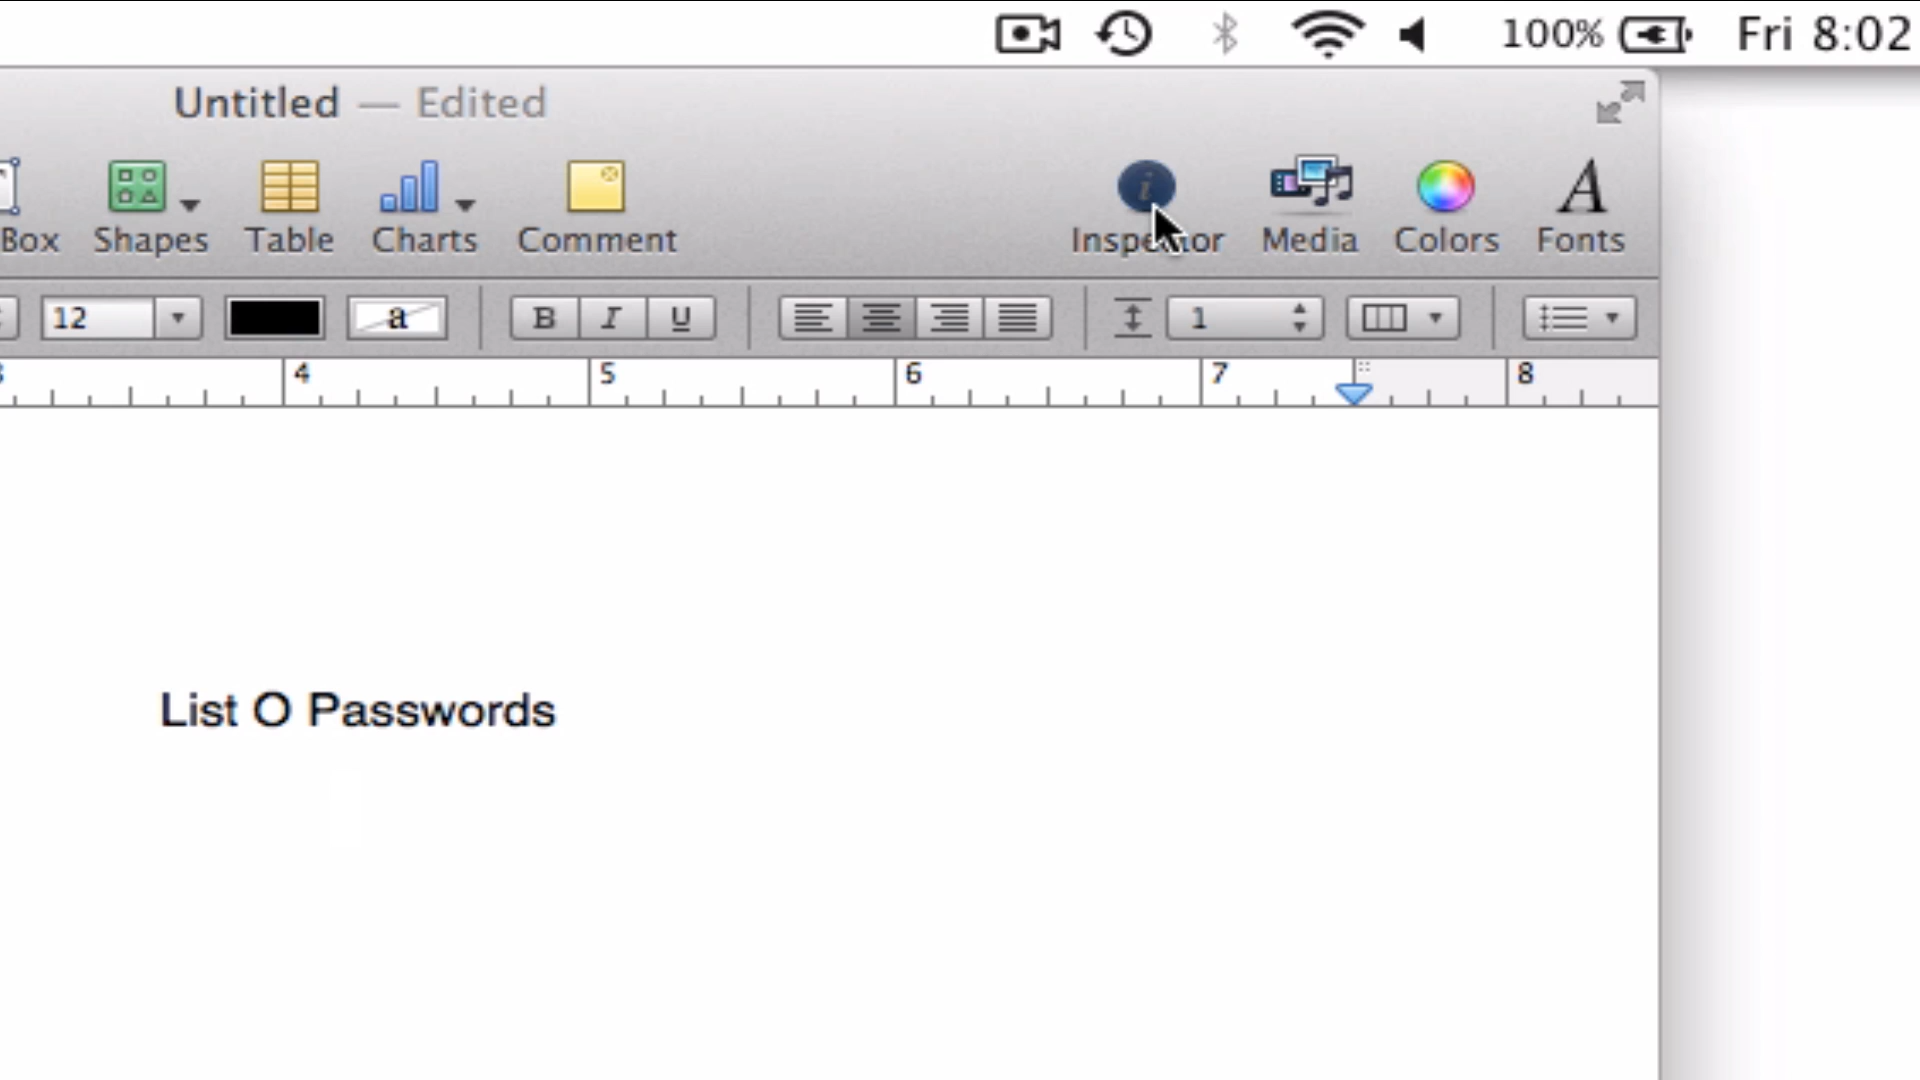 100% Fri 8:02
Untitled — Edited
Box Shapes Table Charts Comment Inspector Media Colors Fonts
12 a B I U 1
4 5 6 7 8
List O Passwords